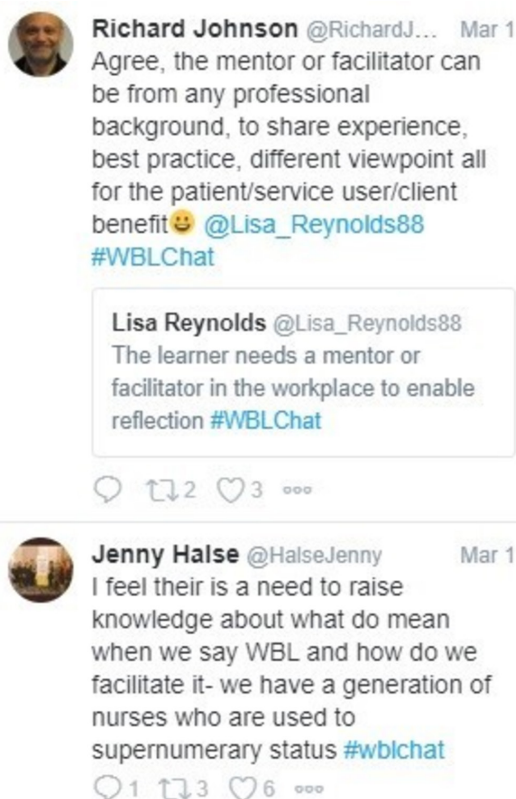 Richard Johnson @RichardJ... Mar 1
Agree, the mentor or facilitator can
be from any professional
background, to share experience,
best practice, different viewpoint all
for the patient/service user/client
benefit😀 @Lisa_Reynolds88
#WBLChat
Lisa Reynolds @Lisa_Reynolds88
The learner needs a mentor or
facilitator in the workplace to enable
reflection #WBLChat
2 3
Jenny Halse @HalseJenny Mar 1
I feel their is a need to raise
knowledge about what do mean
when we say WBL and how do we
facilitate it- we have a generation of
nurses who are used to
supernumerary status #wblchat
1 3 6